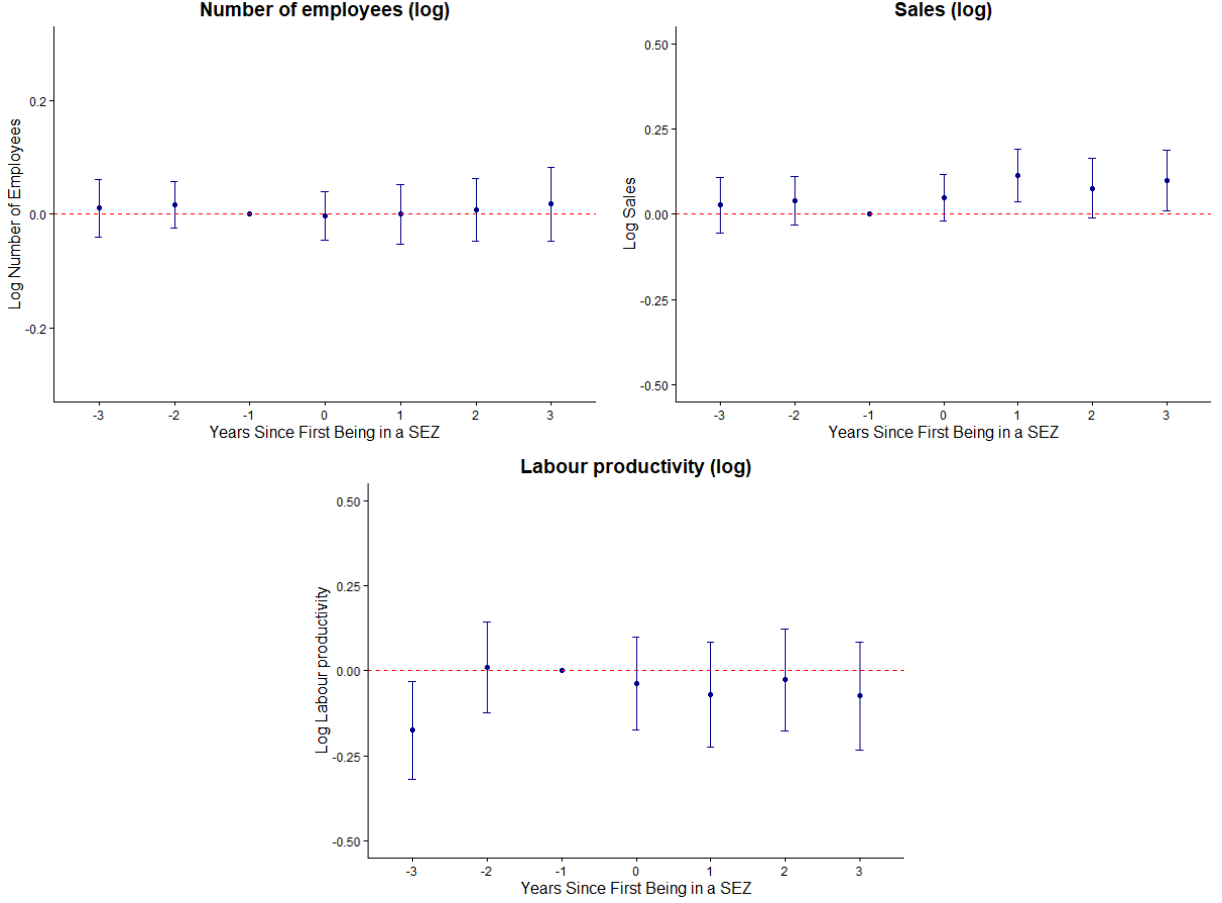 Number of employees (log)
Log Number of Employees
0.2
0.0
-0.2
-3 -2 -1 0 1 2 3
Years Since First Being in a SEZ
Sales (log)
Log Sales
0.50
0.25
0.00
-0.25
-0.50
-3 -2 -1 0 1 2 3
Years Since First Being in a SEZ
Labour productivity (log)
Log Labour productivity
0.50
0.25
0.00
-0.25
-0.50
-3 -2 -1 0 1 2 3
Years Since First Being in a SEZ